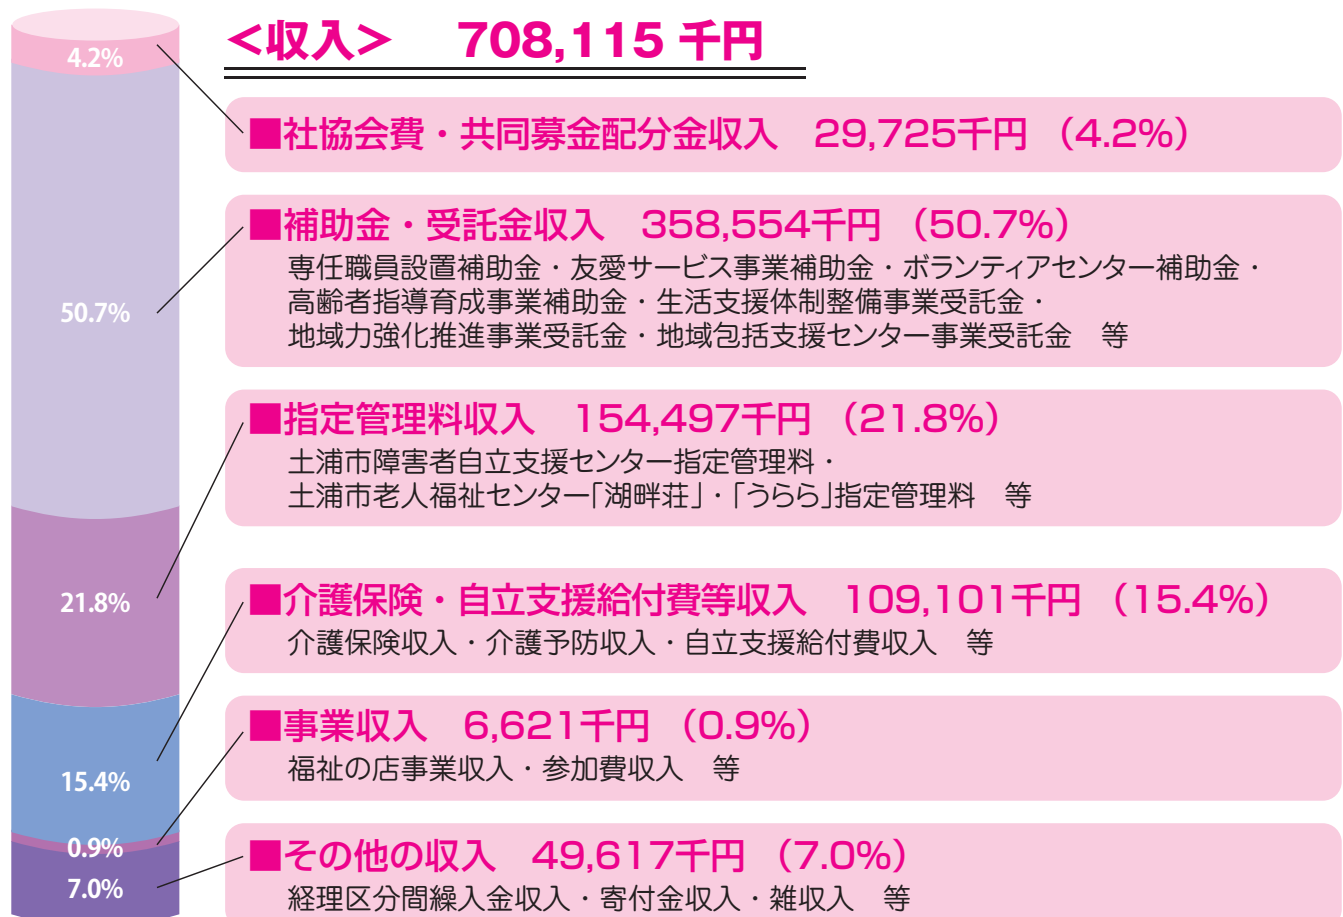 <収入> 708,115 千円
4.2%
■社協会費・共同募金配分金収入 29,725千円 (4.2%)
■補助金・受託金収入 358,554千円 (50.7%)
専任職員設置補助金・友愛サービス事業補助金・ボランティアセンター補助金・
高齢者指導育成事業補助金・生活支援体制整備事業受託金・
地域力強化推進事業受託金・地域包括支援センター事業受託金 等
50.7%
■指定管理料収入 154,497千円 (21.8%)
土浦市障害者自立支援センター指定管理料・
土浦市老人福祉センター「湖畔荘」・「うらら」指定管理料 等
21.8%
■介護保険・自立支援給付費等収入 109,101千円 (15.4%)
介護保険収入・介護予防収入・自立支援給付費収入 等
15.4%
■事業収入 6,621千円 (0.9%)
福祉の店事業収入・参加費収入 等
0.9%
■その他の収入 49,617千円 (7.0%)
経理区分間繰入金収入・寄付金収入・雑収入 等
7.0%